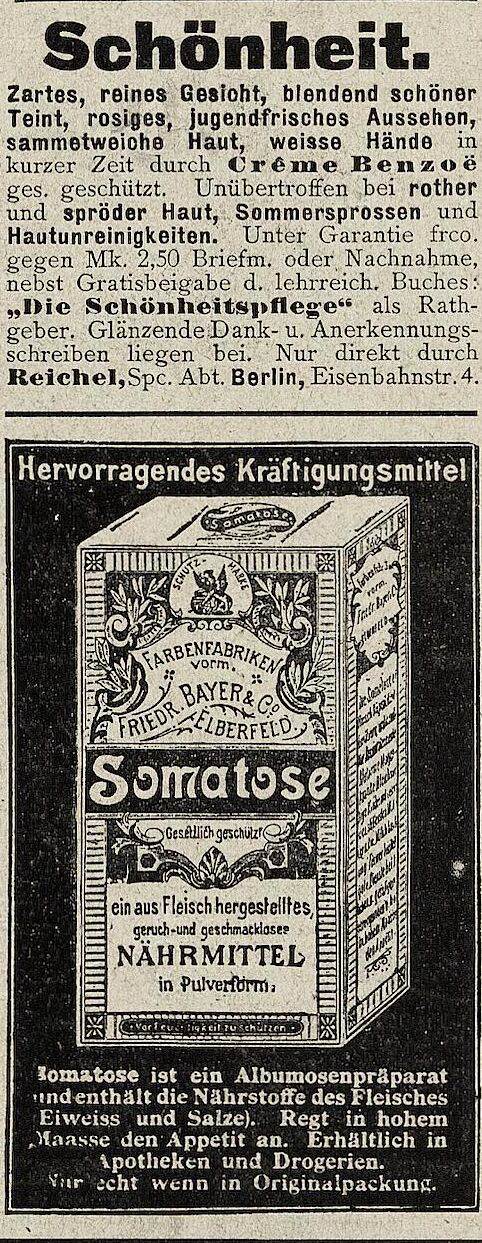 Schönheit.
Zartes, reines Gesicht, blendend schöner
Teint, rosiges, jugendfrisches Aussehen,
sammetweiche Haut, weisse Hände in
kurzer Zeit durch Crême Benzoë
ges. geschützt. Unübertroffen bei rother
und spröder Haut, Sommersprossen und
Hautunreinigkeiten. Unter Garantie frco.
gegen Mk. 2,50 Briefm. oder Nachnahme,
nebst Gratisbeigabe d. lehrreich. Buches:
„Die Schönheitspflege“ als Rath-
geber. Glänzende Dank- u. Anerkennungs-
schreiben liegen bei. Nur direkt durch
Reichel, Spc. Abt. Berlin, Eisenbahnstr. 4.
Hervorragendes Kräftigungsmittel
Somatose
SCHUTZ MARKE
FARBENFABRIKEN
vorm.
FRIEDR. BAYER & Co
ELBERFELD.
Somatose
Gesetzlich geschützt
ein aus Fleisch hergestelltes,
geruch- und geschmackloses
NÄHRMITTEL
in Pulverform.
Vor Feuchtigkeit zu schützen
vorm.
Friedr. Bayer & Co
ELBERFELD
Somatose ist ein Albumosenpräparat
und enthält die Nährstoffe des Fleisches
Eiweiss und Salze). Regt in hohem
Maasse den Appetit an. Erhältlich in
Apotheken und Drogerien.
Nur echt wenn in Originalpackung.